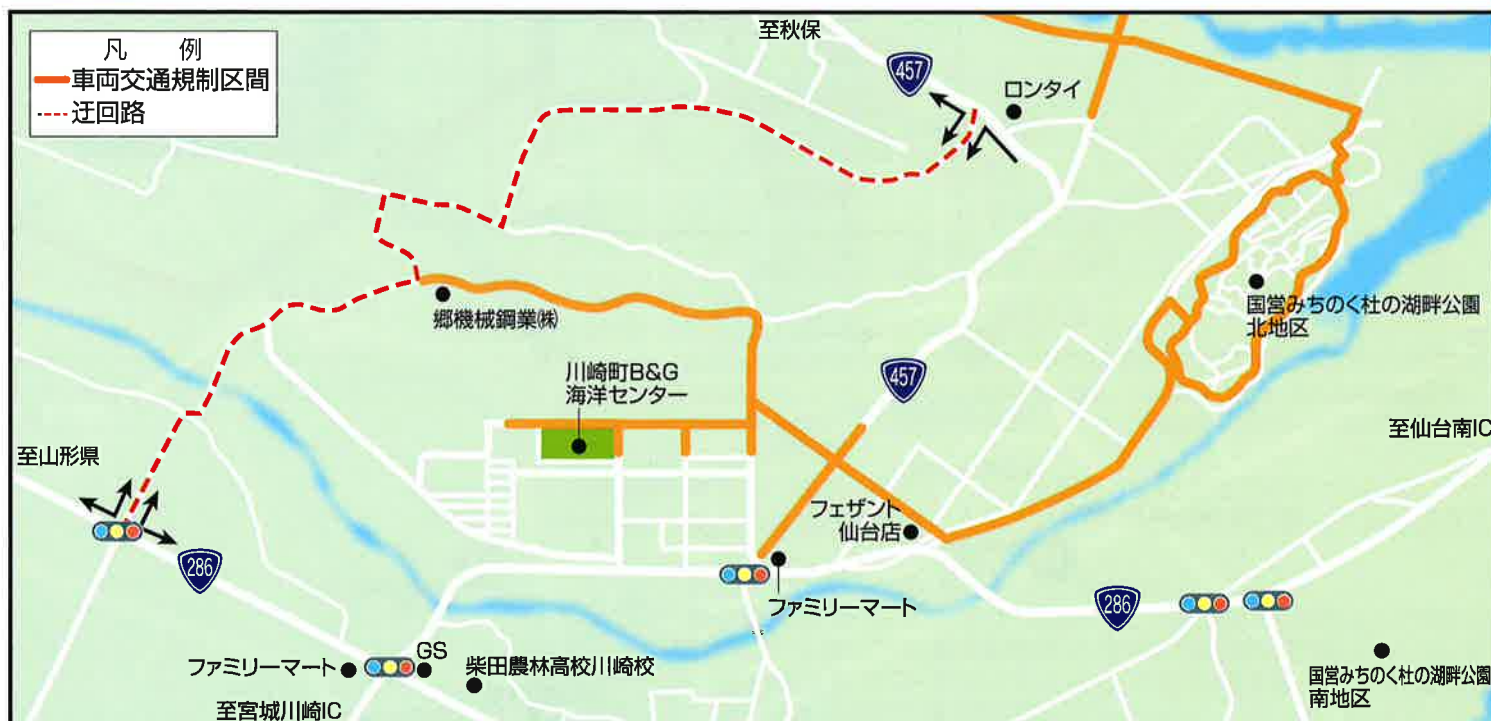 凡 例
車両交通規制区間
迂回路
至秋保
457
ロンタイ
郷機械鋼業㈱
国営みちのく杜の湖畔公園
北地区
川崎町B&G
海洋センター
457
至仙台南IC
至山形県
フェザント
仙台店
286
ファミリーマート
286
ファミリーマート
GS
柴田農林高校川崎校
至宮城川崎IC
国営みちのく杜の湖畔公園
南地区